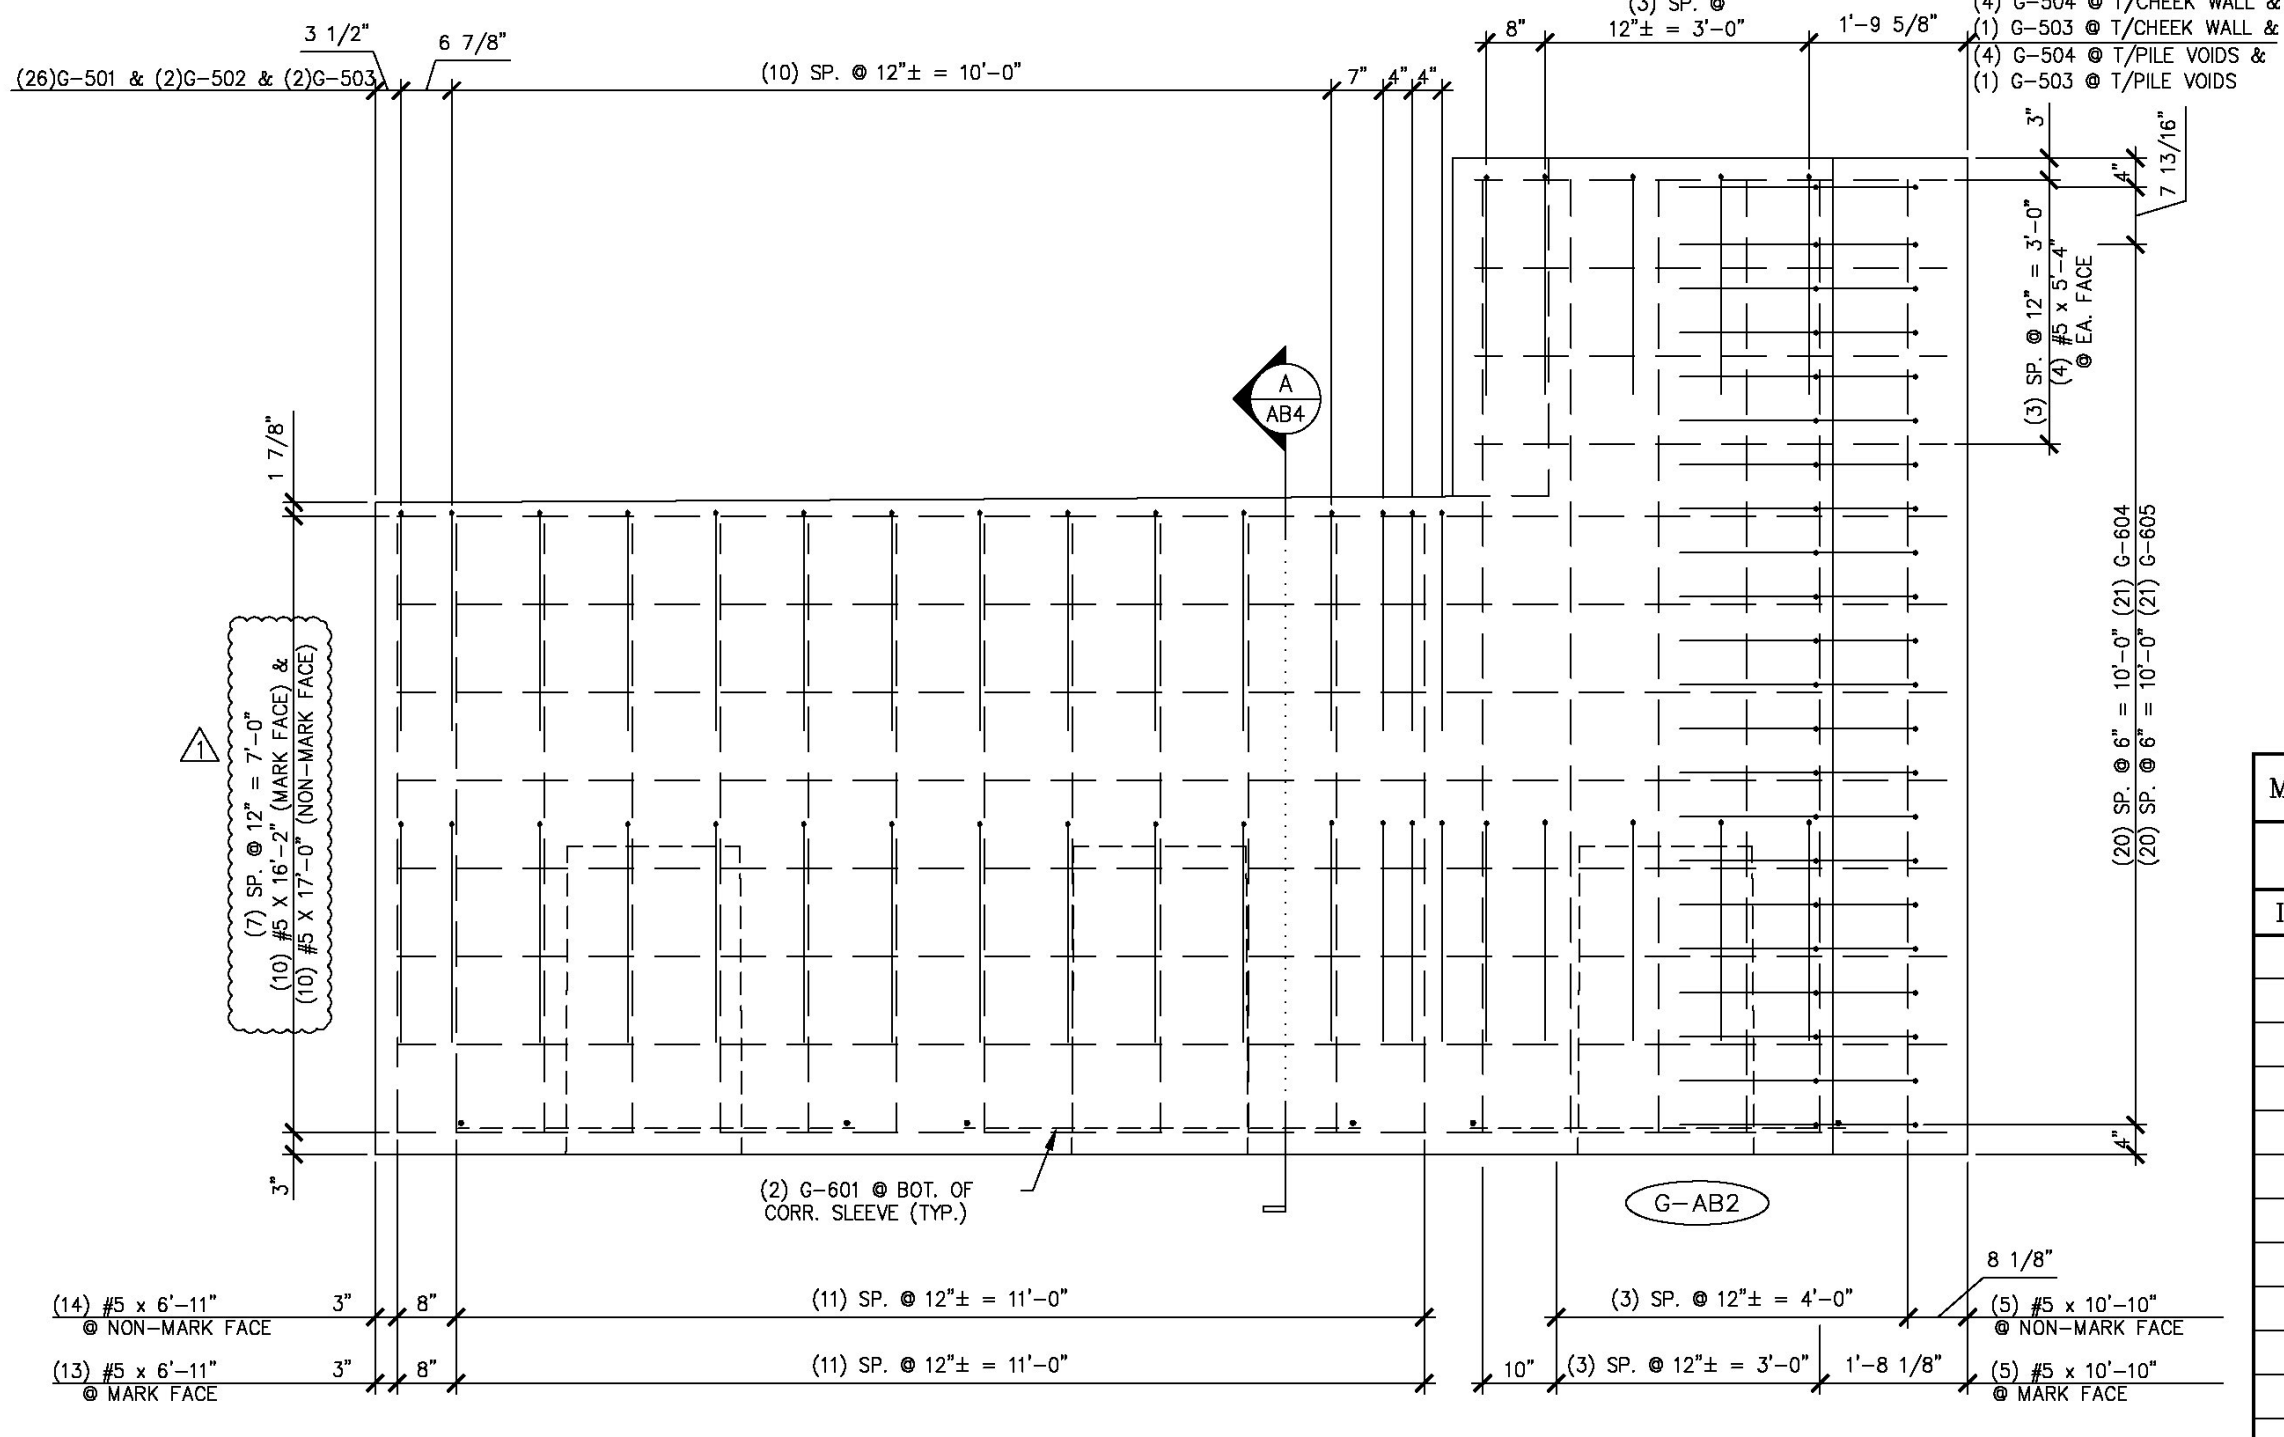 (3) SP. @
12"± = 3'-0"
8"
1'-9 5/8"
(4) G-504 @ T/CHEEK WALL &
(1) G-503 @ T/CHEEK WALL &
(4) G-504 @ T/PILE VOIDS &
(1) G-503 @ T/PILE VOIDS
3 1/2"
6 7/8"
(26)G-501 & (2)G-502 & (2)G-503
(10) SP. @ 12"± = 10'-0"
7"
4"
4"
3"
4"
7 13/16"
(3) SP. @ 12" = 3'-0"
(4) #5 x 5'-4"
@ EA. FACE
A
AB4
1 7/8"
1
(7) SP. @ 12" = 7'-0"
(10) #5 X 16'-2" (MARK FACE) &
(10) #5 X 17'-0" (NON-MARK FACE)
(20) SP. @ 6" = 10'-0" (21) G-604
(20) SP. @ 6" = 10'-0" (21) G-605
3"
4"
(2) G-601 @ BOT. OF
CORR. SLEEVE (TYP.)
G-AB2
8 1/8"
(14) #5 x 6'-11"
@ NON-MARK FACE
3"
8"
(11) SP. @ 12"± = 11'-0"
(3) SP. @ 12"± = 4'-0"
(5) #5 x 10'-10"
@ NON-MARK FACE
(13) #5 x 6'-11"
@ MARK FACE
3"
8"
(11) SP. @ 12"± = 11'-0"
10"
(3) SP. @ 12"± = 3'-0"
1'-8 1/8"
(5) #5 x 10'-10"
@ MARK FACE